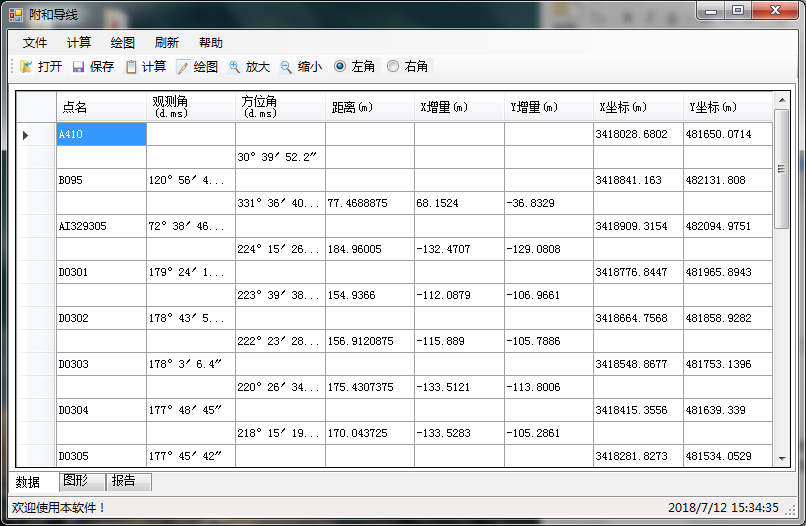 附和导线
文件 计算 绘图 刷新 帮助
打开 保存 计算 绘图 放大 缩小 左角 右角
点名 观测角(d.ms) 方位角(d.ms) 距离(m) X增量(m) Y增量(m) X坐标(m) Y坐标(m)
A410 3418028.6802 481650.0714
30° 39′ 52.2″
B095 120° 56′ 4... 3418841.163 482131.808
331° 36′ 40... 77.4688875 68.1524 -36.8329
AI329305 72° 38′ 46... 3418909.3154 482094.9751
224° 15′ 26... 184.96005 -132.4707 -129.0808
D0301 179° 24′ 1... 3418776.8447 481965.8943
223° 39′ 38... 154.9366 -112.0879 -106.9661
D0302 178° 43′ 5... 3418664.7568 481858.9282
222° 23′ 28... 156.9120875 -115.889 -105.7886
D0303 178° 3′ 6.4″ 3418548.8677 481753.1396
220° 26′ 34... 175.4307375 -133.5121 -113.8006
D0304 177° 48′ 45″ 3418415.3556 481639.339
218° 15′ 19... 170.043725 -133.5283 -105.2861
D0305 177° 45′ 42″ 3418281.8273 481534.0529
数据 图形 报告
欢迎使用本软件！ 2018/7/12 15:34:35